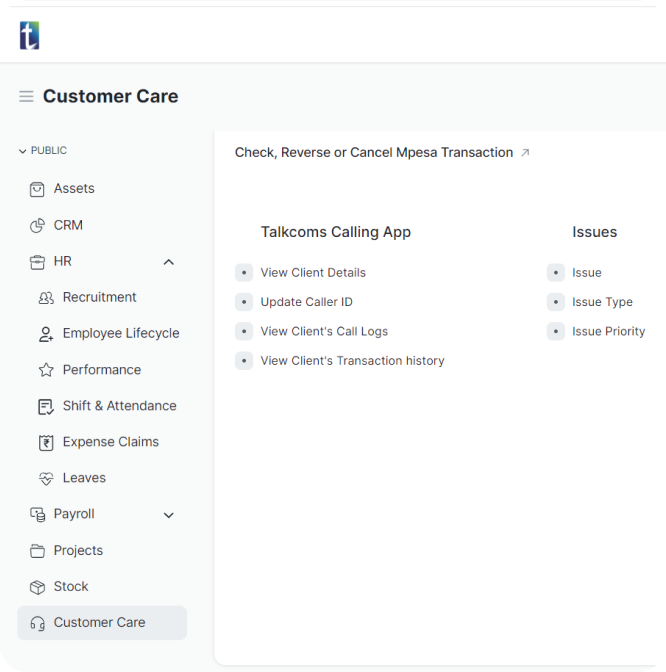 t
Customer Care
PUBLIC
Assets
CRM
HR
Recruitment
Employee Lifecycle
Performance
Shift & Attendance
Expense Claims
Leaves
Payroll
Projects
Stock
Customer Care
Check, Reverse or Cancel Mpesa Transaction
Talkcoms Calling App
View Client Details
Update Caller ID
View Client's Call Logs
View Client's Transaction history
Issues
Issue
Issue Type
Issue Priority